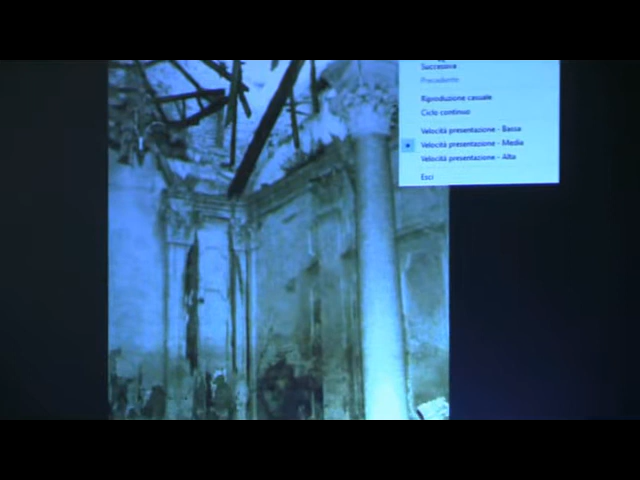 Successiva
Precedente
Riproduzione casuale
Ciclo continuo
Velocità presentazione - Bassa
Velocità presentazione - Media
Velocità presentazione - Alta
Esci